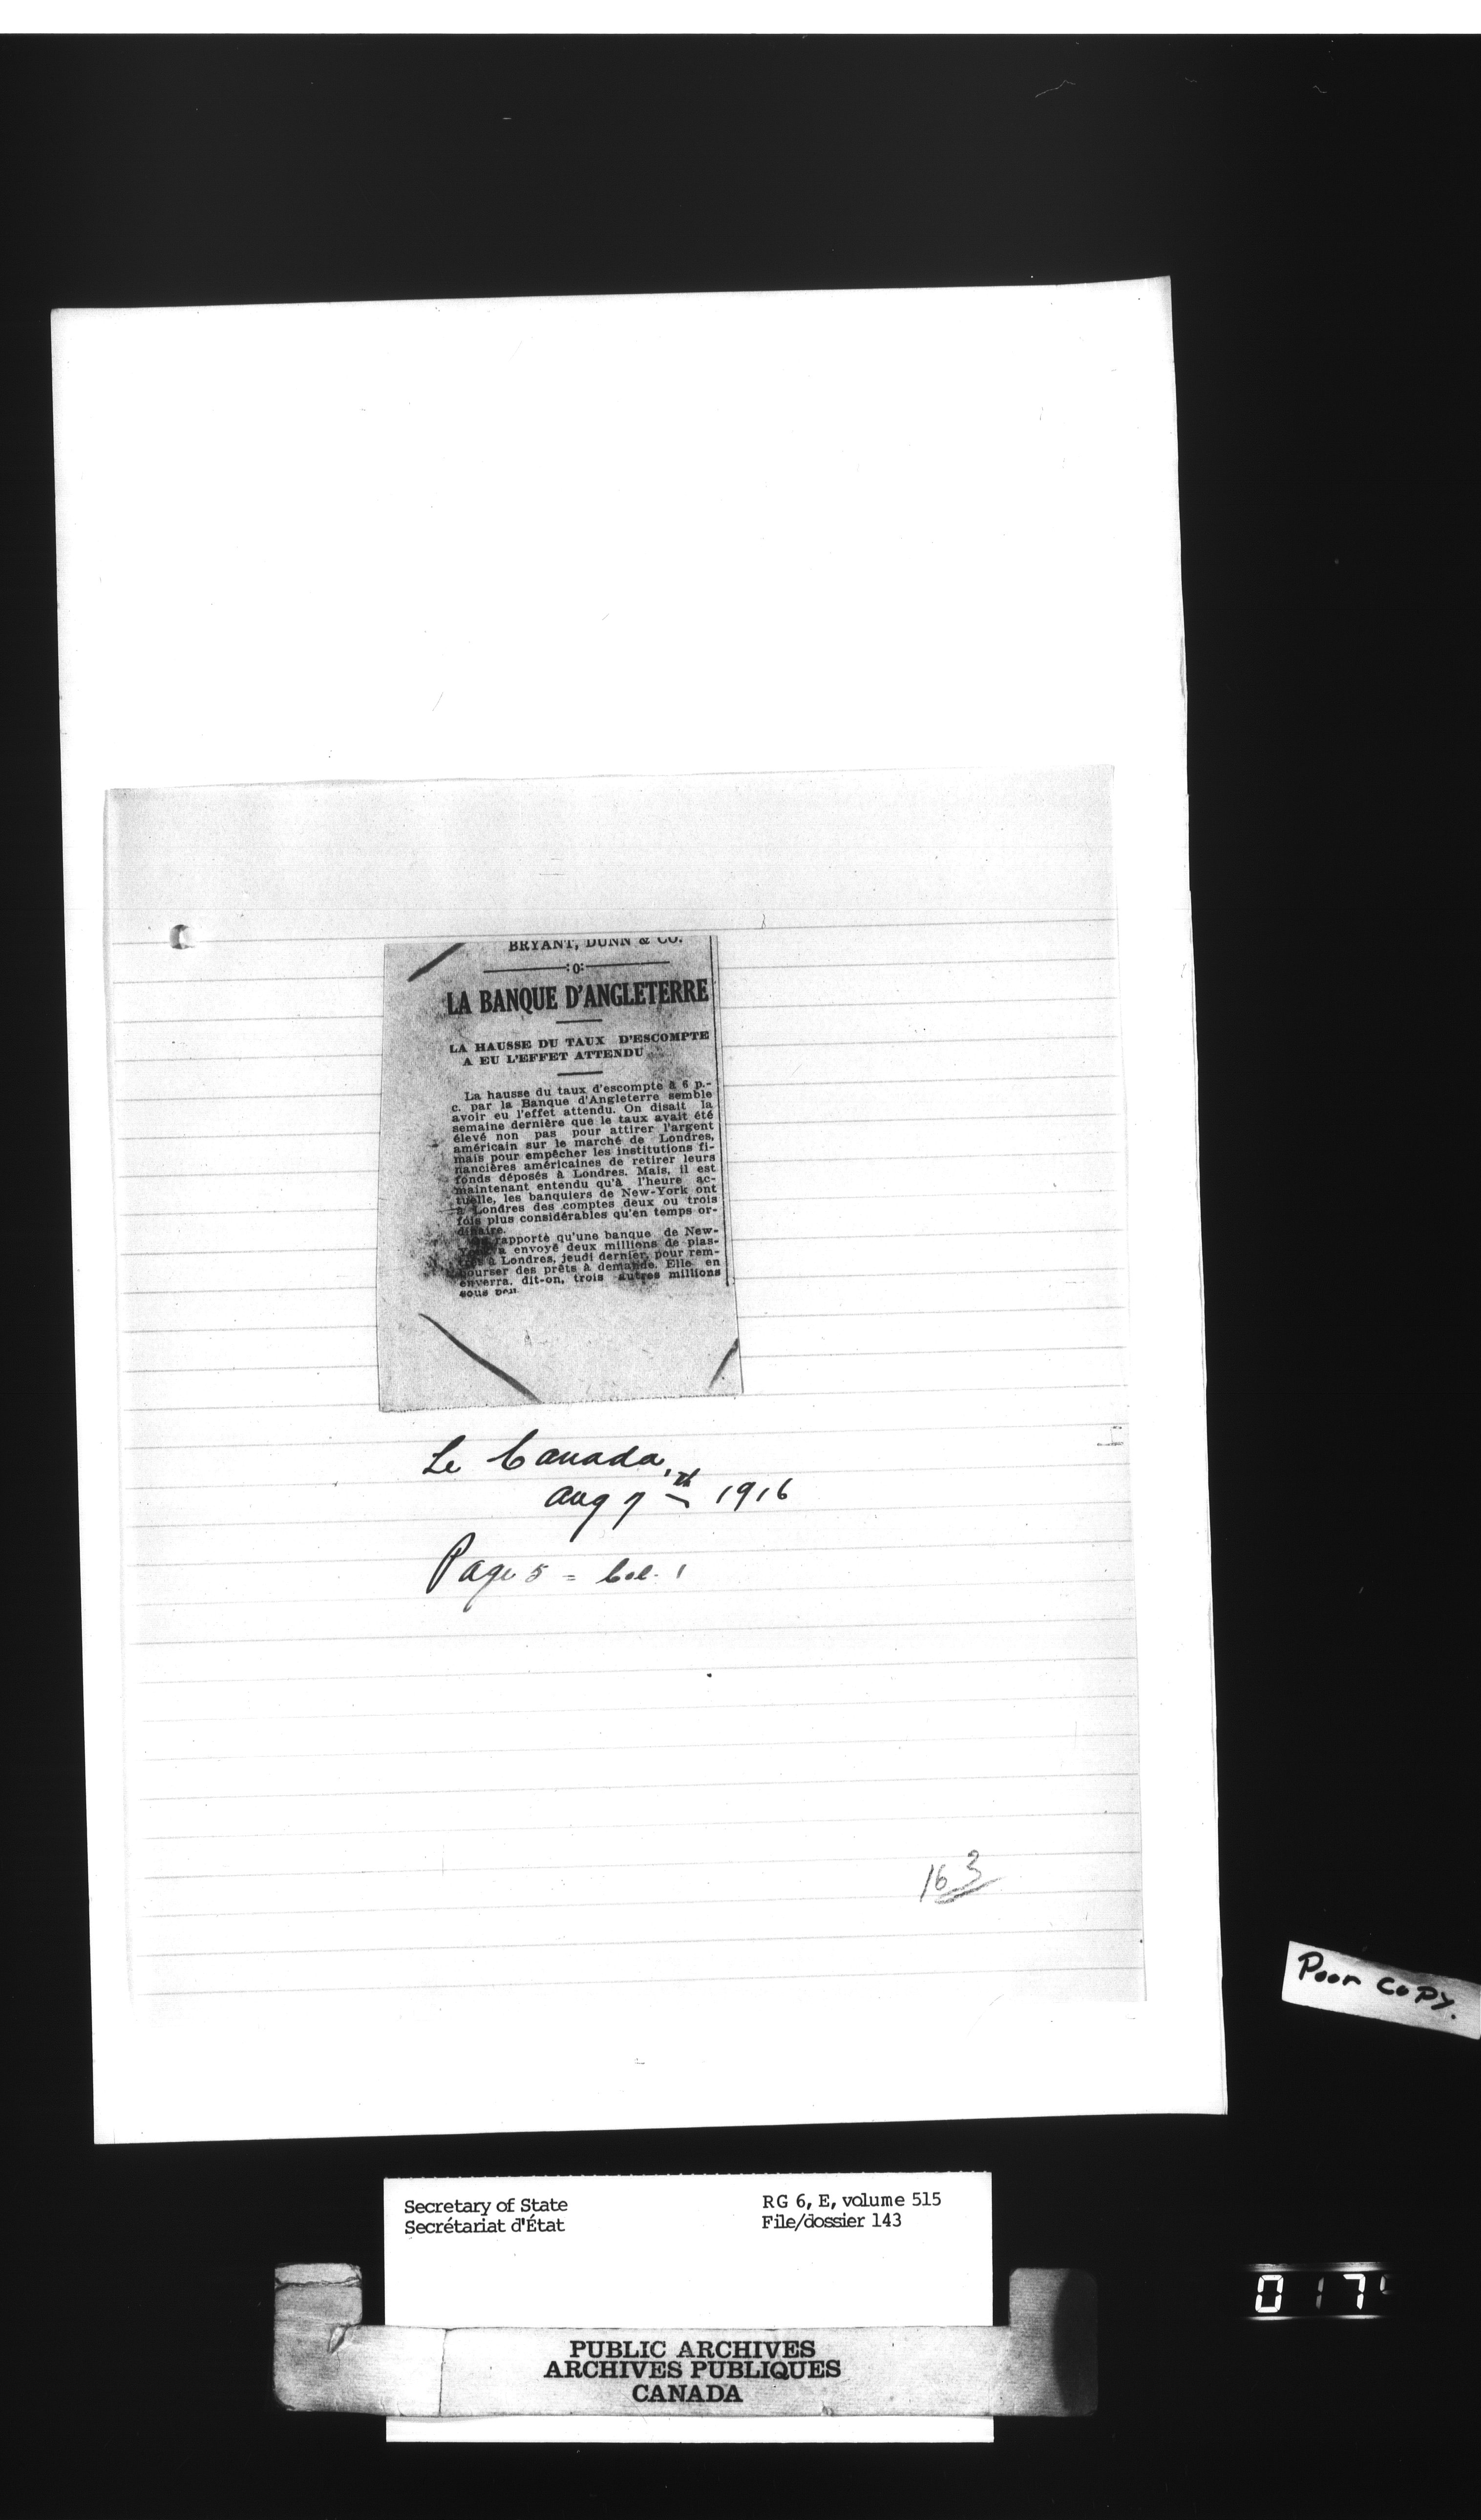 BRYANT, DUNN & CO.
:o:
LA BANQUE D'ANGLETERRE
LA HAUSSE DU TAUX D'ESCOMPTE
A EU L'EFFET ATTENDU
La hausse du taux d'escompte à 6 p.-
c. par la Banque d'Angleterre semble
avoir eu l'effet attendu. On disait la
semaine dernière que le taux avait été
élevé non pas pour attirer l'argent
américain sur le marché de Londres,
mais pour empêcher les institutions fi-
nancières américaines de retirer leurs
fonds déposés à Londres. Mais, il est
maintenant entendu qu'à l'heure ac-
tuelle, les banquiers de New-York ont
à Londres des comptes deux ou trois
fois plus considérables qu'en temps or-
dinaire.
rapporte qu'une banque de New-
a envoyé deux millions de pias-
à Londres, jeudi dernier, pour rem-
bourser des prêts à demande. Elle en
enverra, dit-on, trois autres millions
sous peu.
Le Canada,
Aug 7th 1916
Page 5 = Col. 1
163
Poor copy.
Secretary of State
Secrétariat d'État
RG 6, E, volume 515
File/dossier 143
017
PUBLIC ARCHIVES
ARCHIVES PUBLIQUES
CANADA